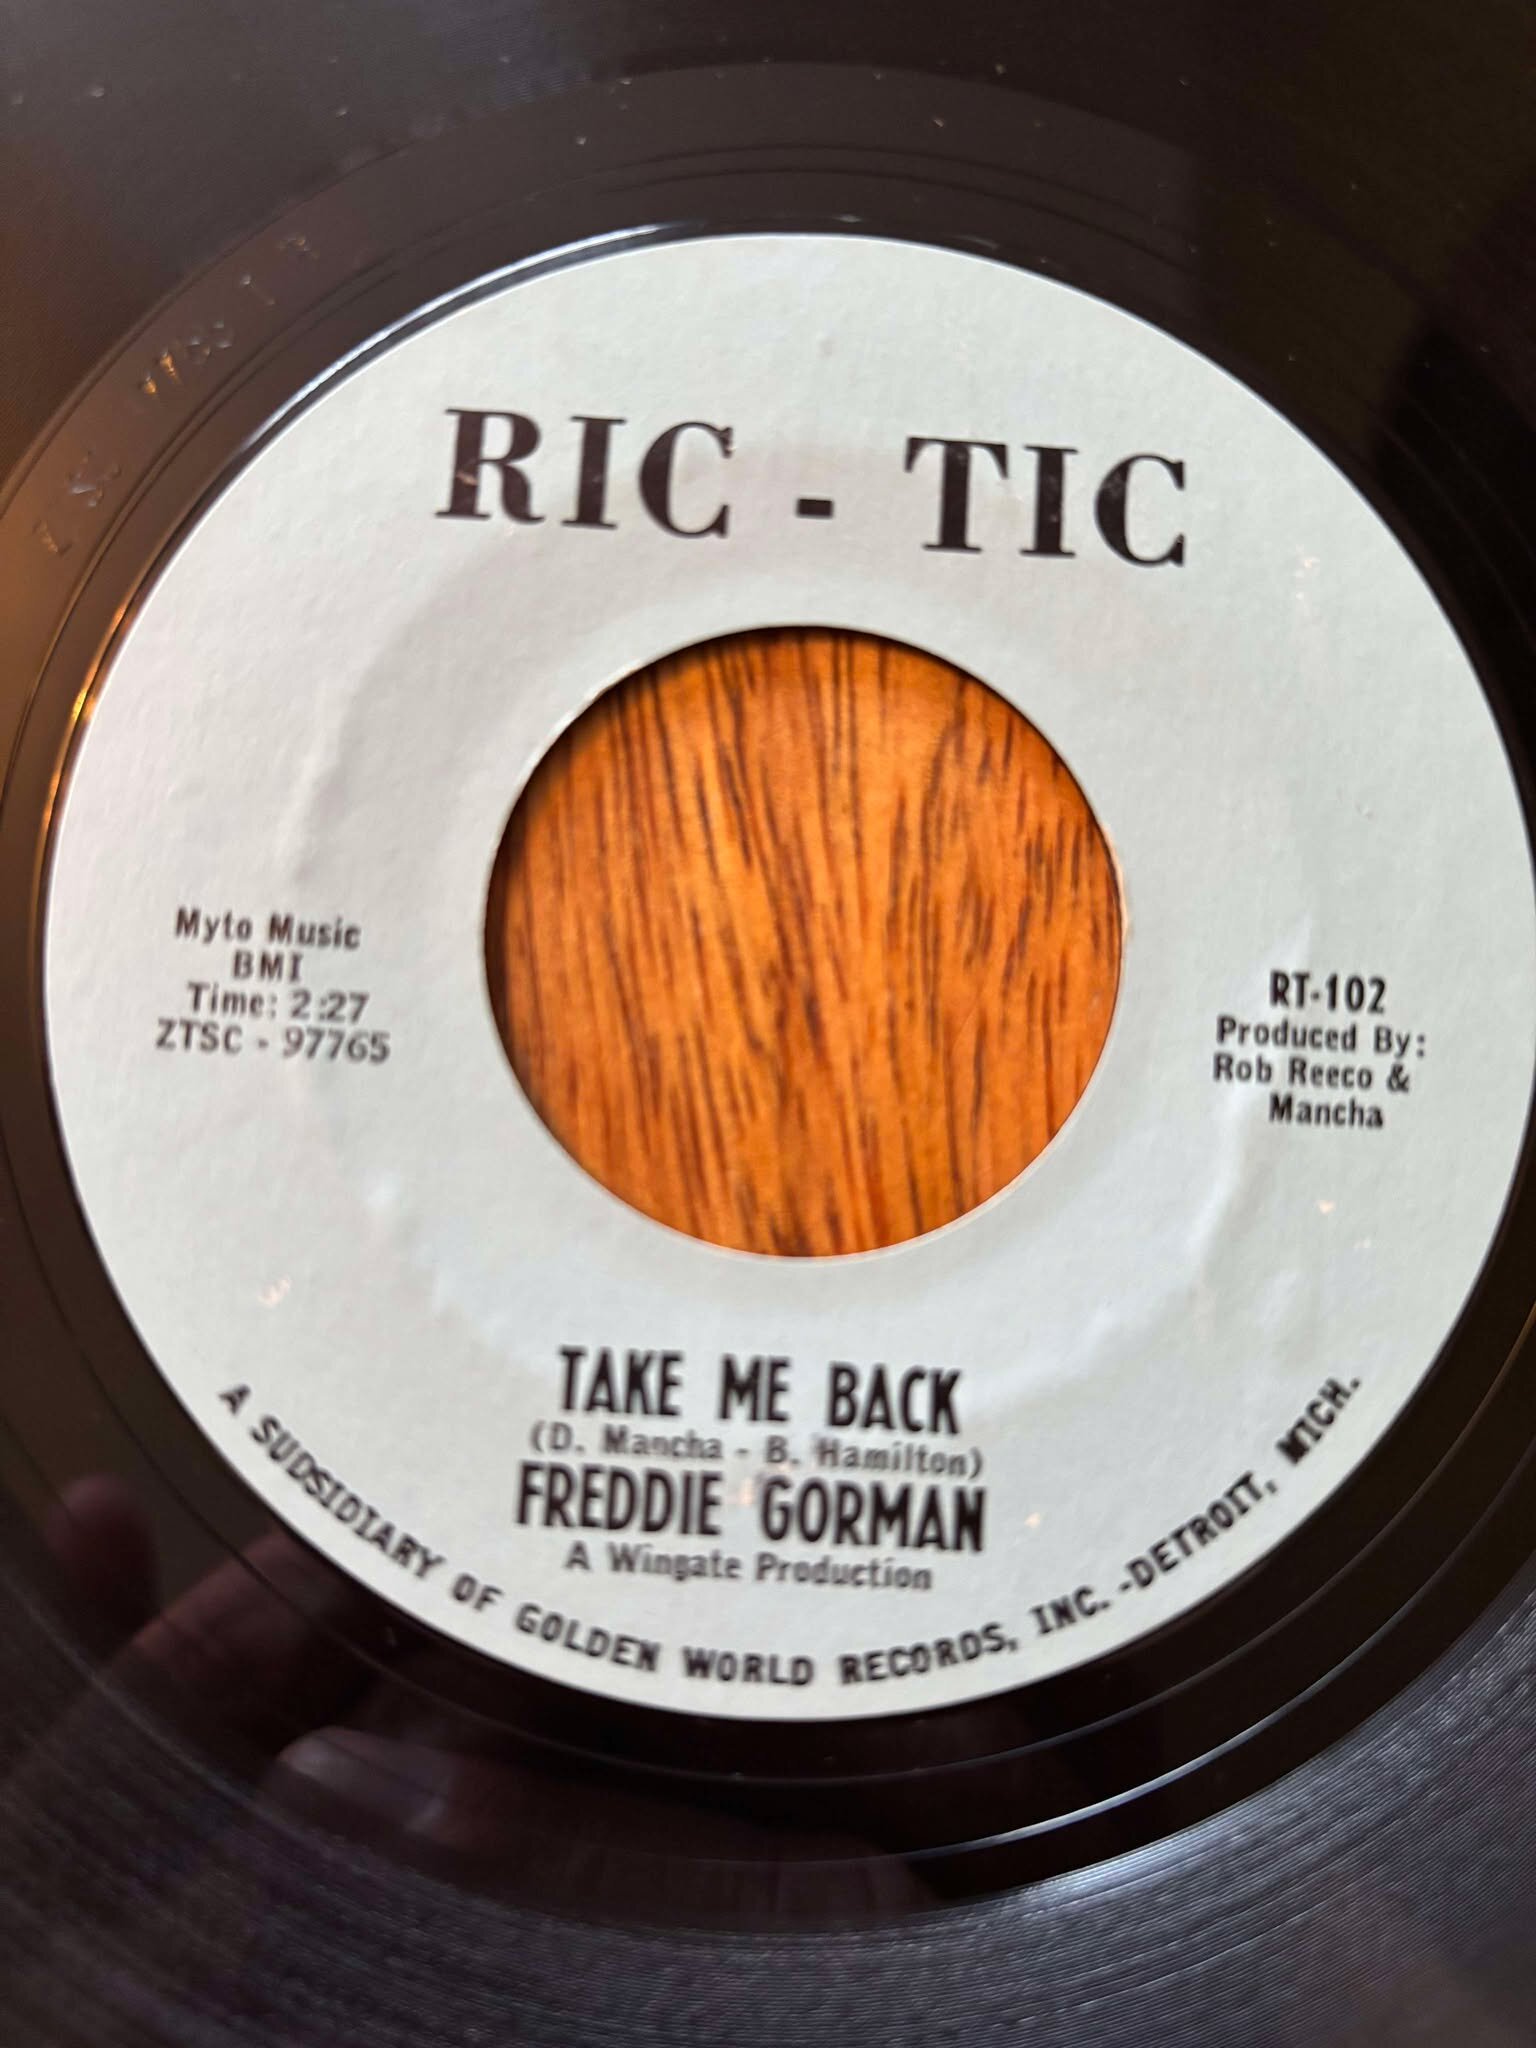 RIC - TIC
Myto Music
BMI
Time: 2:27
ZTSC - 97765
RT-102
Produced By:
Rob Reeco &
Mancha
TAKE ME BACK
(D. Mancha - B. Hamilton)
FREDDIE GORMAN
A Wingate Production
A SUDSIDIARY OF GOLDEN WORLD RECORDS, INC. -DETROIT, MICH.